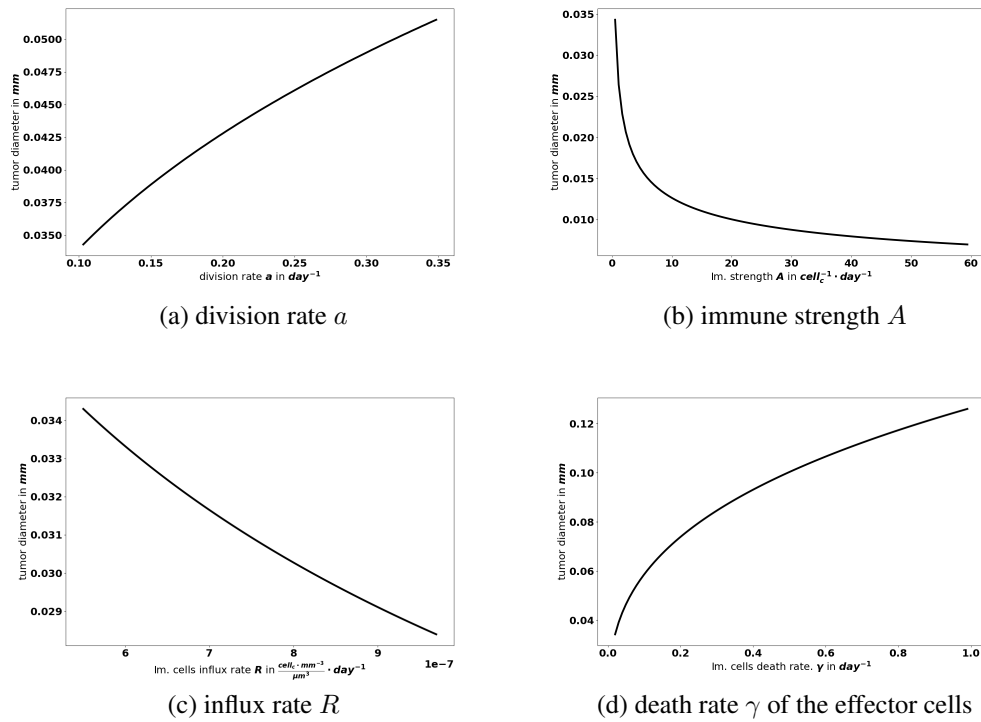 0.0500
0.0475
0.0450
0.0425
0.0400
0.0375
0.0350
tumor diameter in mm
0.10 0.15 0.20 0.25 0.30 0.35
division rate a in day⁻¹
(a) division rate a
0.035
0.030
0.025
0.020
0.015
0.010
tumor diameter in mm
0 10 20 30 40 50 60
Im. strength A in cell_c⁻¹ · day⁻¹
(b) immune strength A
0.034
0.033
0.032
0.031
0.030
0.029
tumor diameter in mm
6 7 8 9
1e-7
Im. cells influx rate R in cell_c · mm⁻³ / μm³ · day⁻¹
(c) influx rate R
0.12
0.10
0.08
0.06
0.04
tumor diameter in mm
0.0 0.2 0.4 0.6 0.8 1.0
Im. cells death rate. γ in day⁻¹
(d) death rate γ of the effector cells